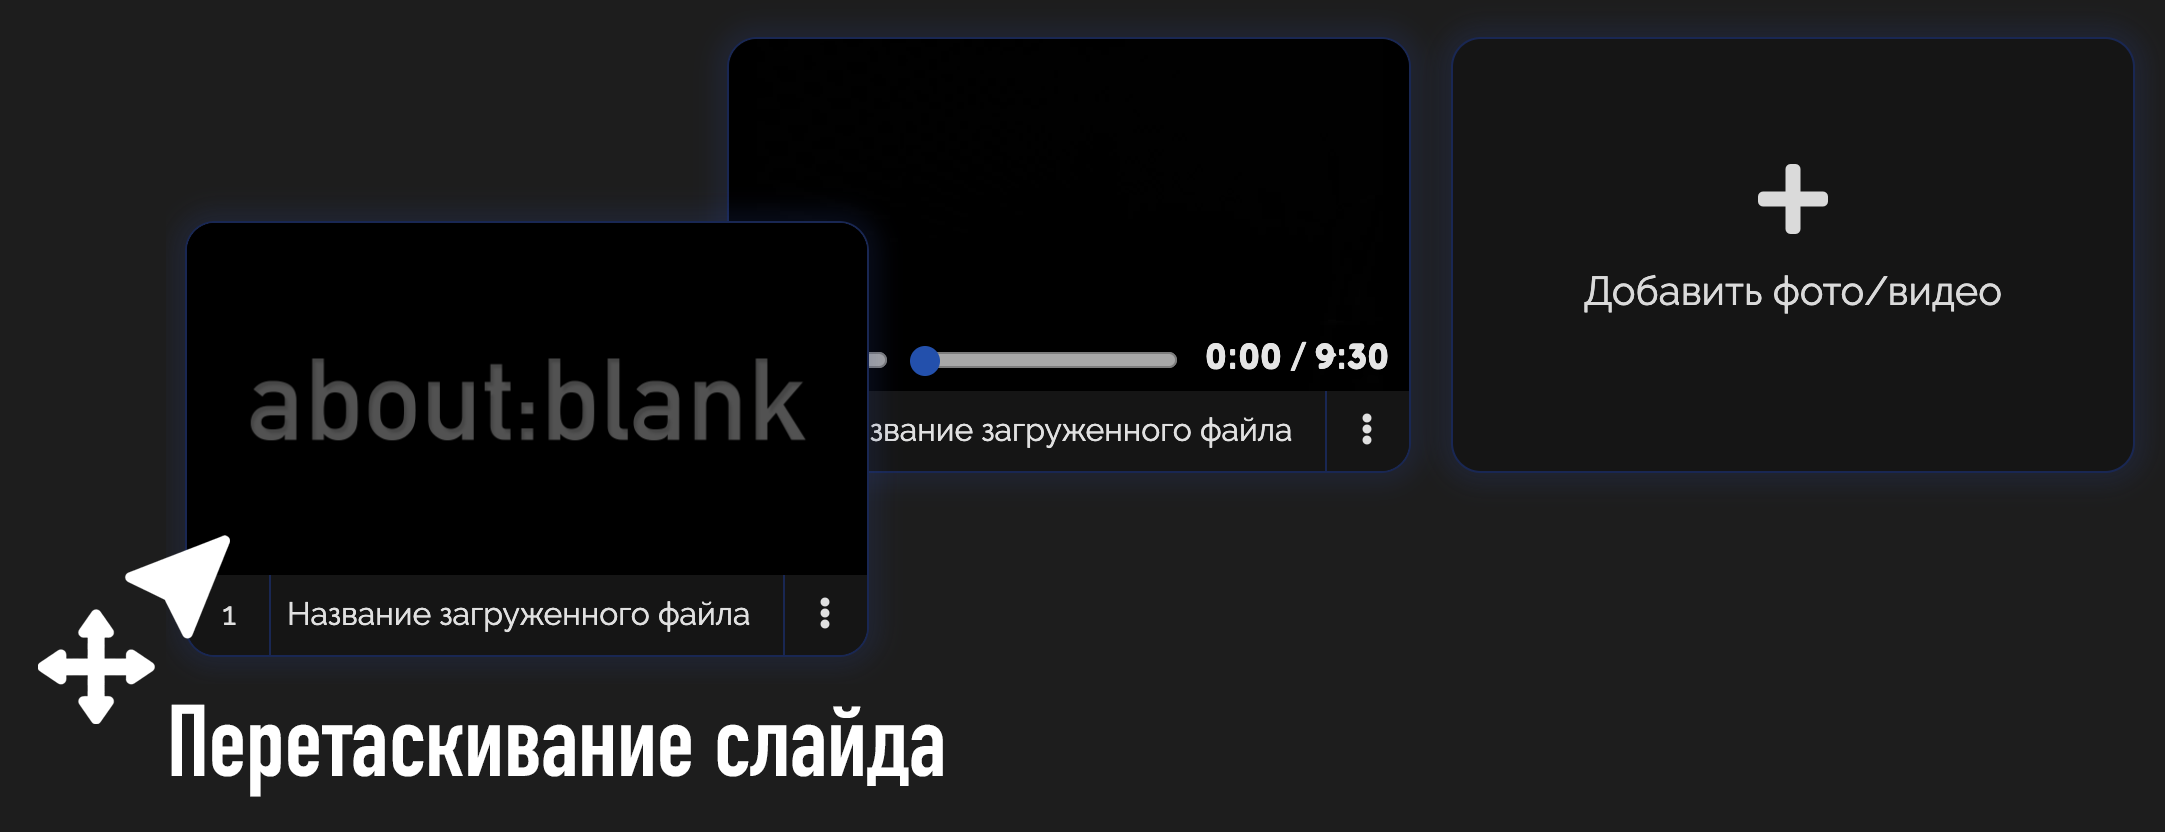 Добавить фото/видео
0:00 / 9:30
звание загруженного файла
about:blank
1
Название загруженного файла
Перетаскивание слайда